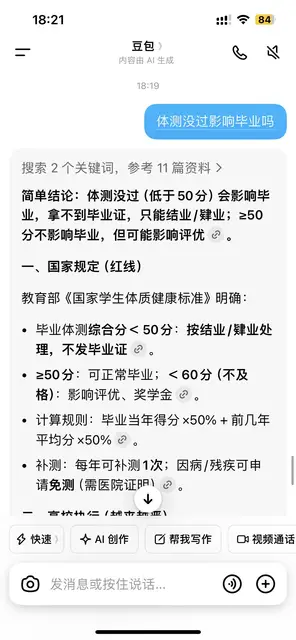 18:21
84
豆包
内容由 AI 生成
18:19
体测没过影响毕业吗
搜索 2 个关键词，参考 11 篇资料
简单结论：体测没过（低于 50 分）会影响毕
业，拿不到毕业证，只能结业/肄业；≥50
分不影响毕业，但可能影响评优 。
一、国家规定（红线）
教育部《国家学生体质健康标准》明确：
• 毕业体测综合分＜50分：按结业/肄业处
理，不发毕业证 。
• ≥50分：可正常毕业；＜60分（不及
格）：影响评优、奖学金 。
• 计算规则：毕业当年得分 ×50% + 前几年
平均分 ×50% 。
• 补测：每年可补测 1 次；因病/残疾可申
请免测（需医院证明） 。
快速
AI 创作
帮我写作
视频通话
发消息或按住说话...